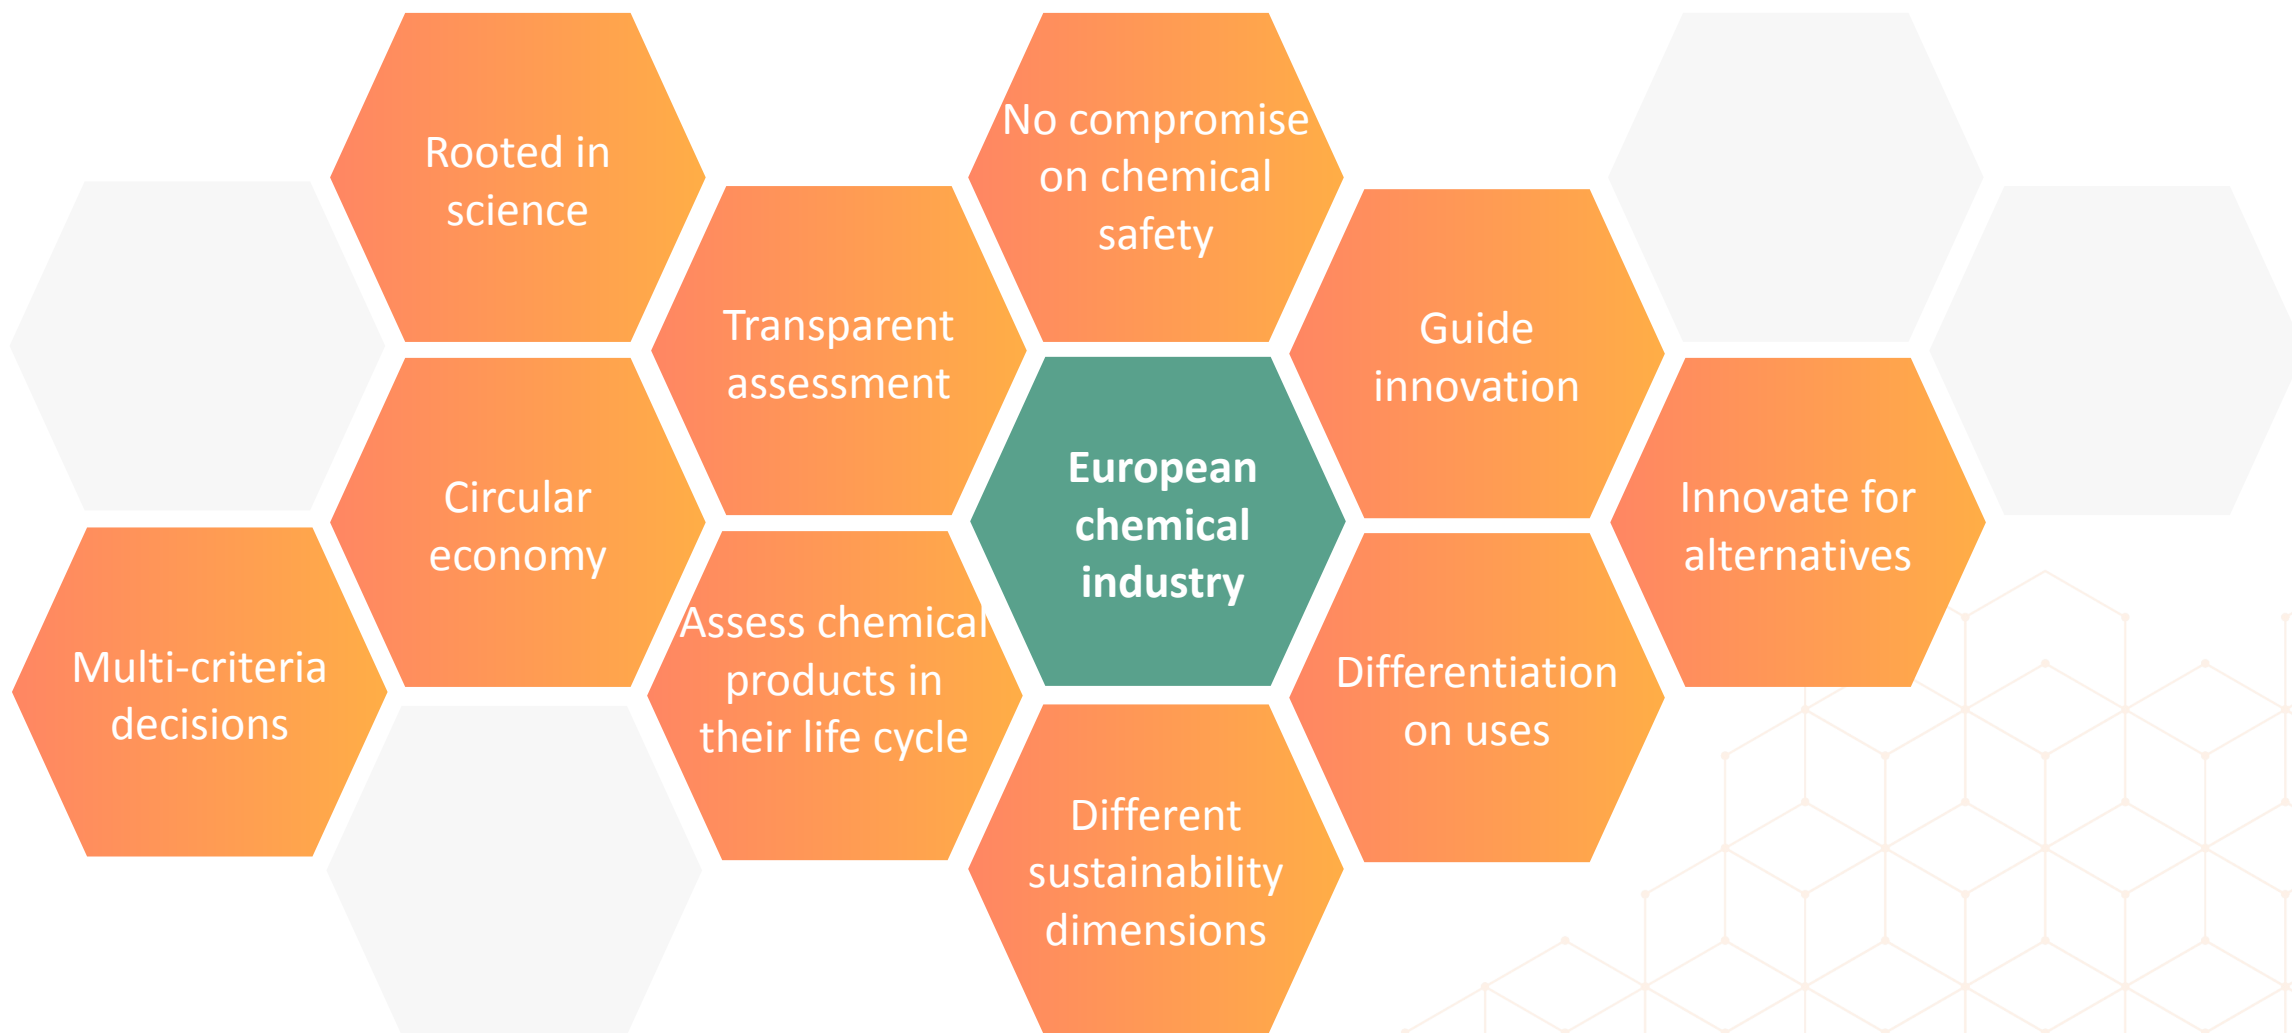 Rooted in
science
No compromise
on chemical
safety
Transparent
assessment
Guide
innovation
Circular
economy
European
chemical
industry
Innovate for
alternatives
Multi-criteria
decisions
Assess chemical
products in
their life cycle
Differentiation
on uses
Different
sustainability
dimensions